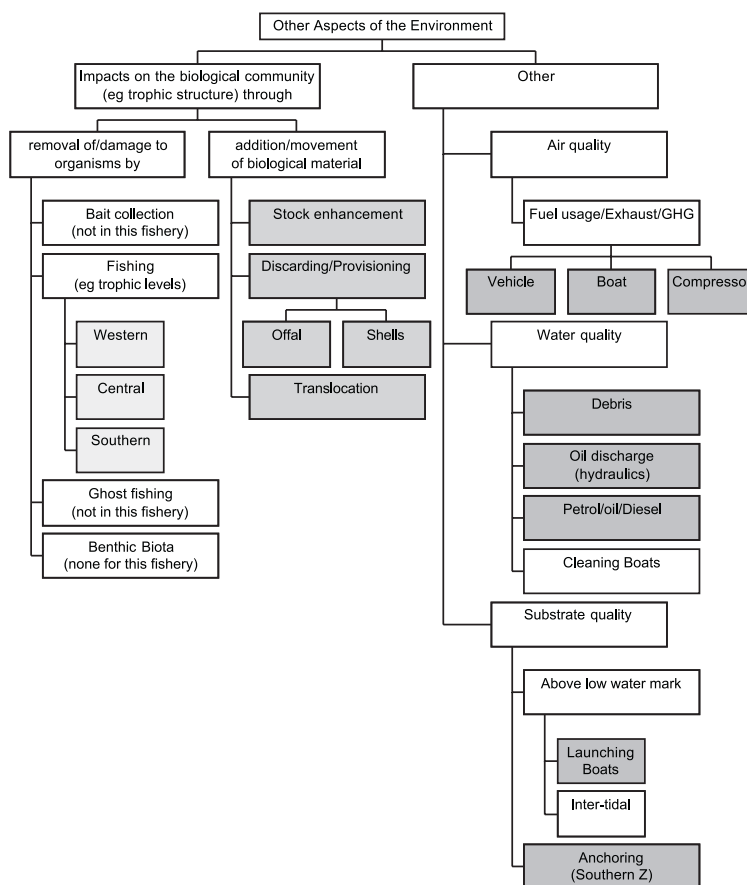 Other Aspects of the Environment
Impacts on the biological community
(eg trophic structure) through
Other
removal of/damage to
organisms by
addition/movement
of biological material
Air quality
Bait collection
(not in this fishery)
Stock enhancement
Fuel usage/Exhaust/GHG
Fishing
(eg trophic levels)
Discarding/Provisioning
Vehicle
Boat
Compresso
Western
Offal
Shells
Water quality
Central
Translocation
Debris
Southern
Oil discharge
(hydraulics)
Ghost fishing
(not in this fishery)
Petrol/oil/Diesel
Benthic Biota
(none for this fishery)
Cleaning Boats
Substrate quality
Above low water mark
Launching
Boats
Inter-tidal
Anchoring
(Southern Z)